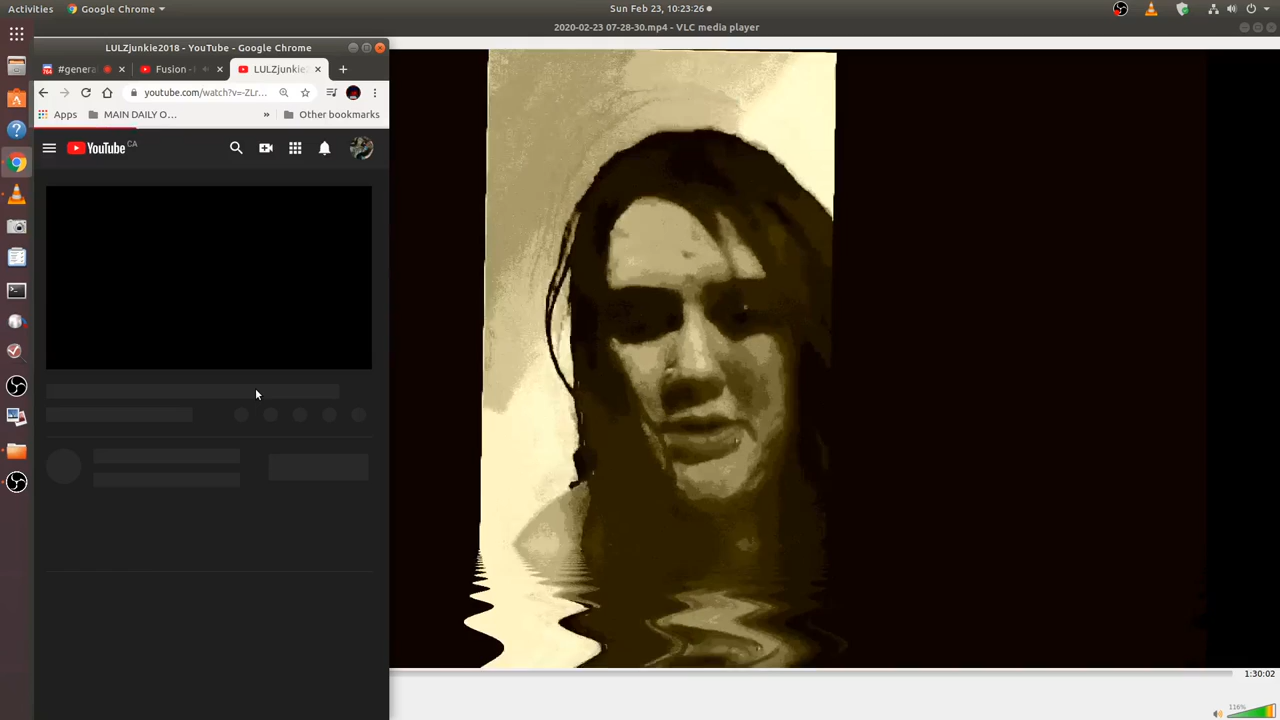 Activities
Google Chrome
Sun Feb 23, 10:23:26
2020-02-23 07-28-30.mp4 - VLC media player
LULZjunkie2018 - YouTube - Google Chrome
#genera
Fusion -
LULZjunkie
youtube.com/watch?v=-ZLr...
Apps
MAIN DAILY O...
»
Other bookmarks
YouTube CA
1:30:02
116%